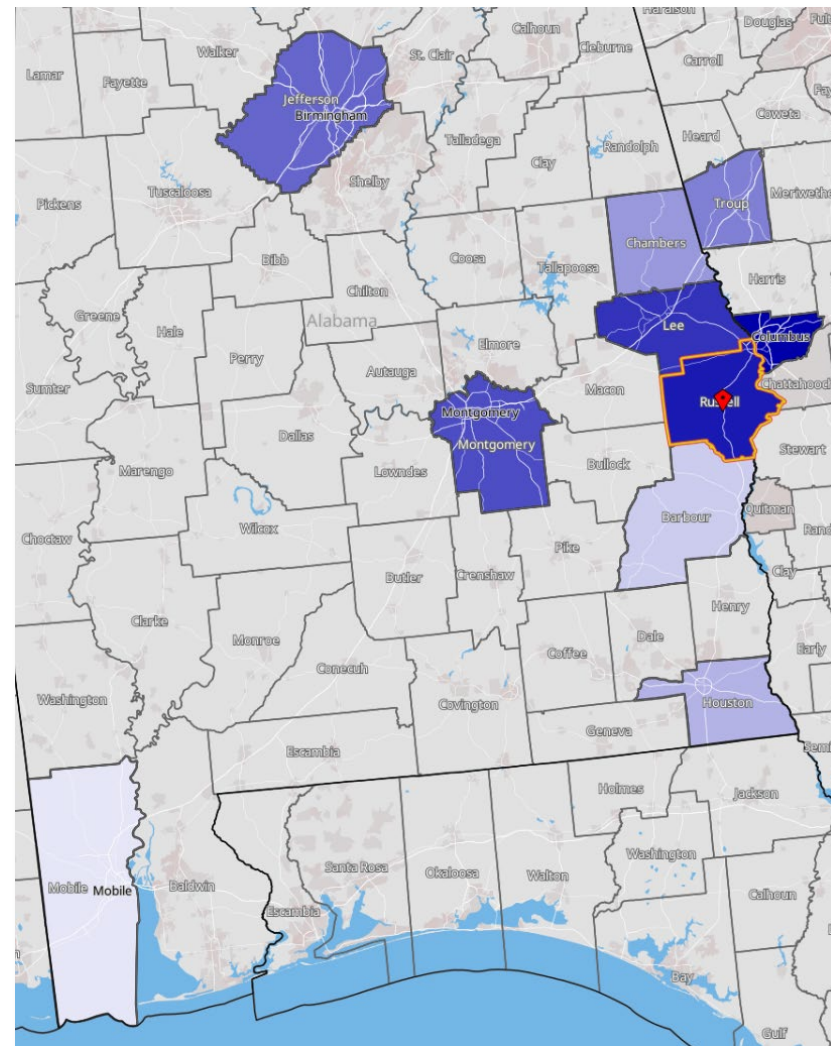 Haralson
Douglas
Calhoun
Cleburne
Walker
St. Clair
Carroll
Lamar
Fayette
Jefferson
Birmingham
Coweta
Talladega
Heard
Randolph
Clay
Shelby
Pickens
Tuscaloosa
Troup
Chambers
Bibb
Coosa
Tallapoosa
Harris
Chilton
Greene
Hale
Alabama
Lee
Columbus
Elmore
Perry
Autauga
Sumter
Macon
Russell
Montgomery
Dallas
Montgomery
Stewart
Marengo
Lowndes
Bullock
Quitman
Barbour
Wilcox
Choctaw
Pike
Clay
Butler
Crenshaw
Henry
Clarke
Dale
Monroe
Early
Coffee
Conecuh
Washington
Covington
Houston
Geneva
Escambia
Holmes
Jackson
Washington
Santa Rosa
Okaloosa
Walton
Mobile
Mobile
Baldwin
Calhoun
Escambia
Bay
Gulf